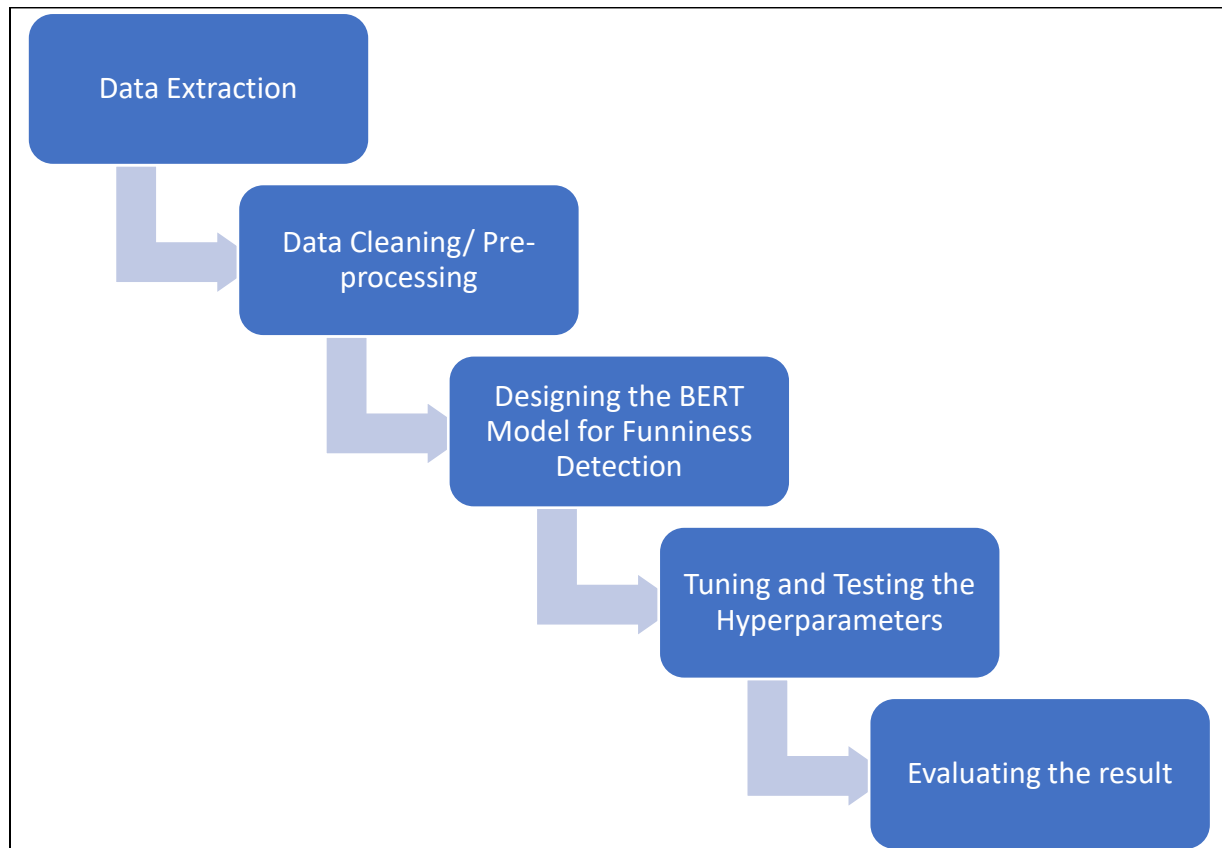 Data Extraction
Data Cleaning/ Pre-
processing
Designing the BERT
Model for Funniness
Detection
Tuning and Testing the
Hyperparameters
Evaluating the result